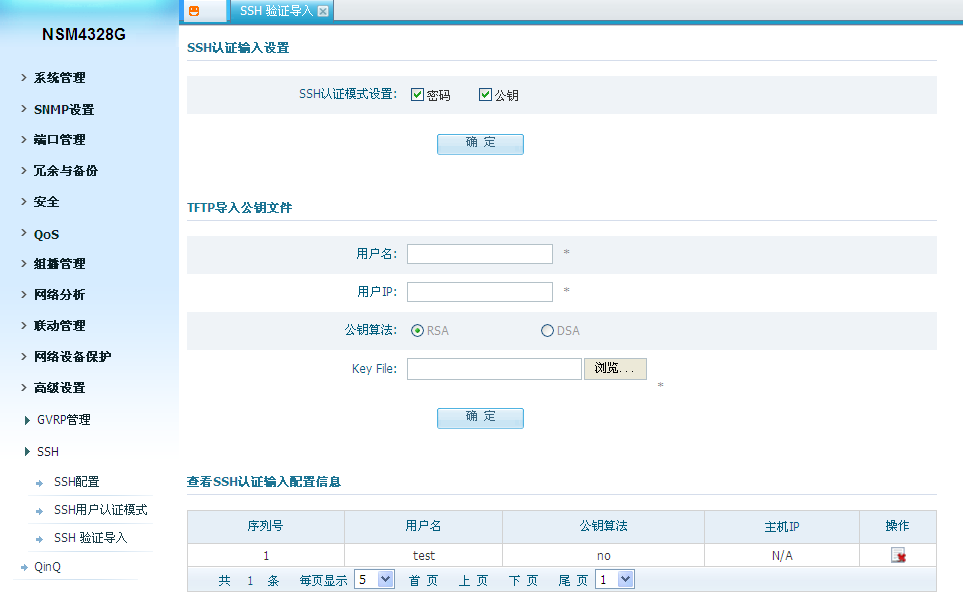 NSM4328G
系统管理
SNMP设置
端口管理
冗余与备份
安全
QoS
组播管理
网络分析
联动管理
网络设备保护
高级设置
GVRP管理
SSH
SSH配置
SSH用户认证模式
SSH 验证导入
QinQ
SSH 验证导入
SSH认证输入设置
SSH认证模式设置: 密码 公钥
确 定
TFTP导入公钥文件
用户名: *
用户IP: *
公钥算法: RSA DSA
Key File: 浏览... *
确 定
查看SSH认证输入配置信息
序列号 用户名 公钥算法 主机IP 操作
1 test no N/A
共 1 条 每页显示 5 首 页 上 页 下 页 尾 页 1